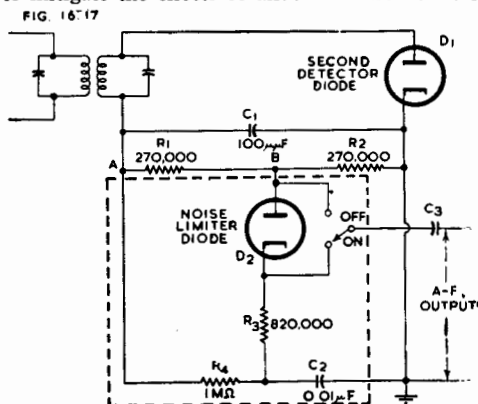 FIG. 16-17
D1
SECOND
DETECTOR
DIODE
C1
100μμF
R1
270,000
B
R2
270,000
A
NOISE
LIMITER
DIODE
OFF
ON
C3
D2
A-F,
OUTPUT
R3
820,000
R4
1MΩ
C2
0.01μF